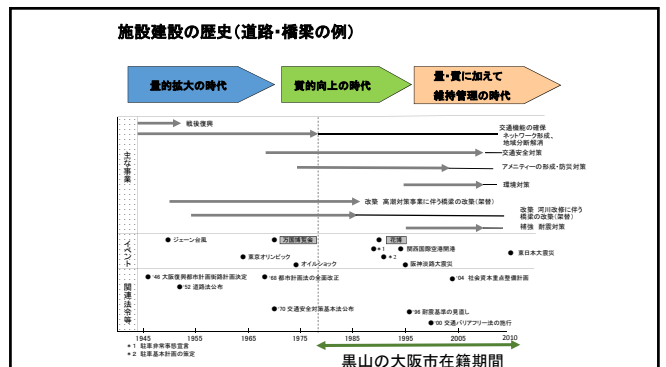 施設建設の歴史(道路・橋梁の例)
量的拡大の時代
質的向上の時代
量・質に加えて
維持管理の時代
主な事業
戦後復興
交通機能の確保
ネットワーク形成、
地域分断解消
交通安全対策
アメニティーの形成・防災対策
環境対策
改築 高潮対策事業に伴う橋梁の改築(架替)
改築 河川改修に伴う
橋梁の改築(架替)
補強 耐震対策
イベント
ジェーン台風
万国博覧会
花博
*1
関西国際空港開港
東京オリンピック
*2
東日本大震災
オイルショック
阪神淡路大震災
関連法令等
'46 大阪復興都市計画街路計画決定
'68 都市計画法の全面改正
'04 社会資本重点整備計画
'52 道路法公布
'70 交通安全対策基本法公布
'96 耐震基準の見直し
'00 交通バリアフリー法の施行
1945
1955
1965
1975
1985
1995
2005
2010
*1 駐車非常事態宣言
*2 駐車基本計画の策定
黒山の大阪市在籍期間